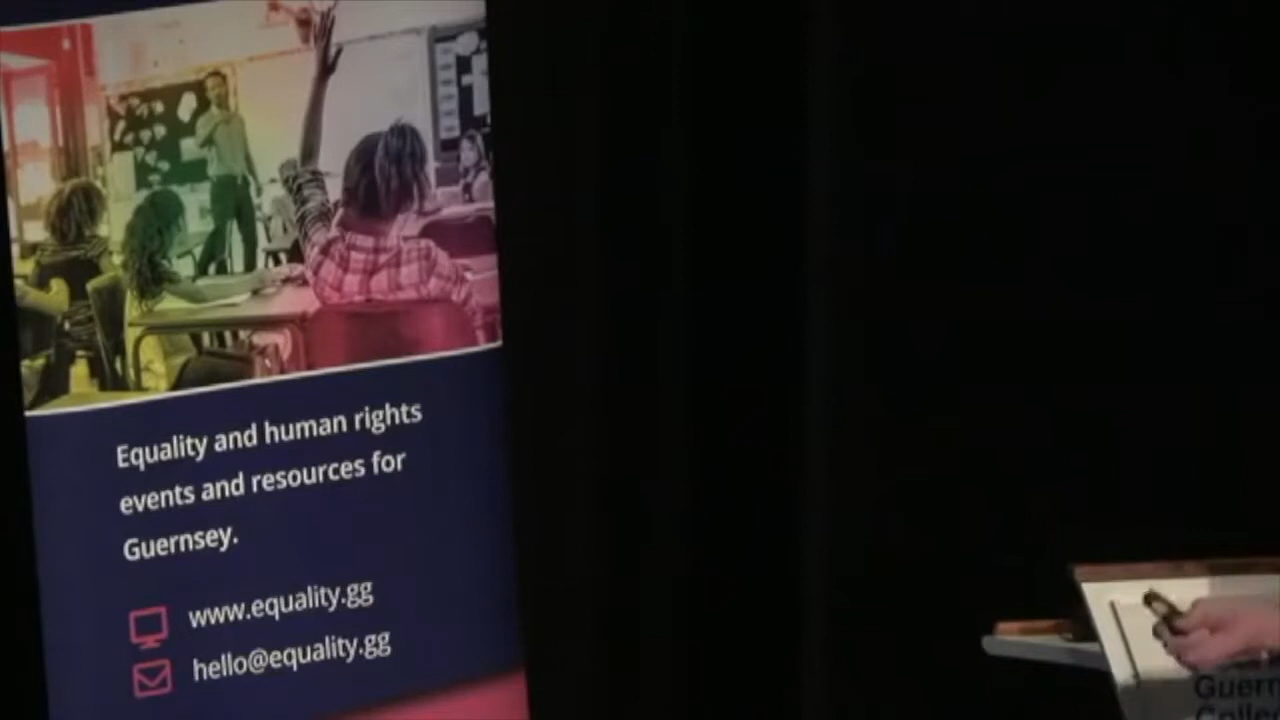 Equality and human rights
events and resources for
Guernsey.
www.equality.gg
hello@equality.gg